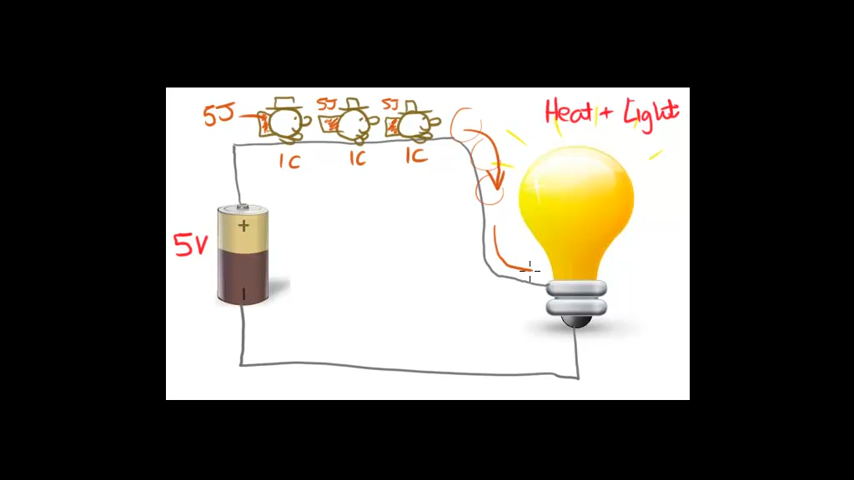 Heat + Light
5J 5J 5J
1C 1C 1C
5V
+